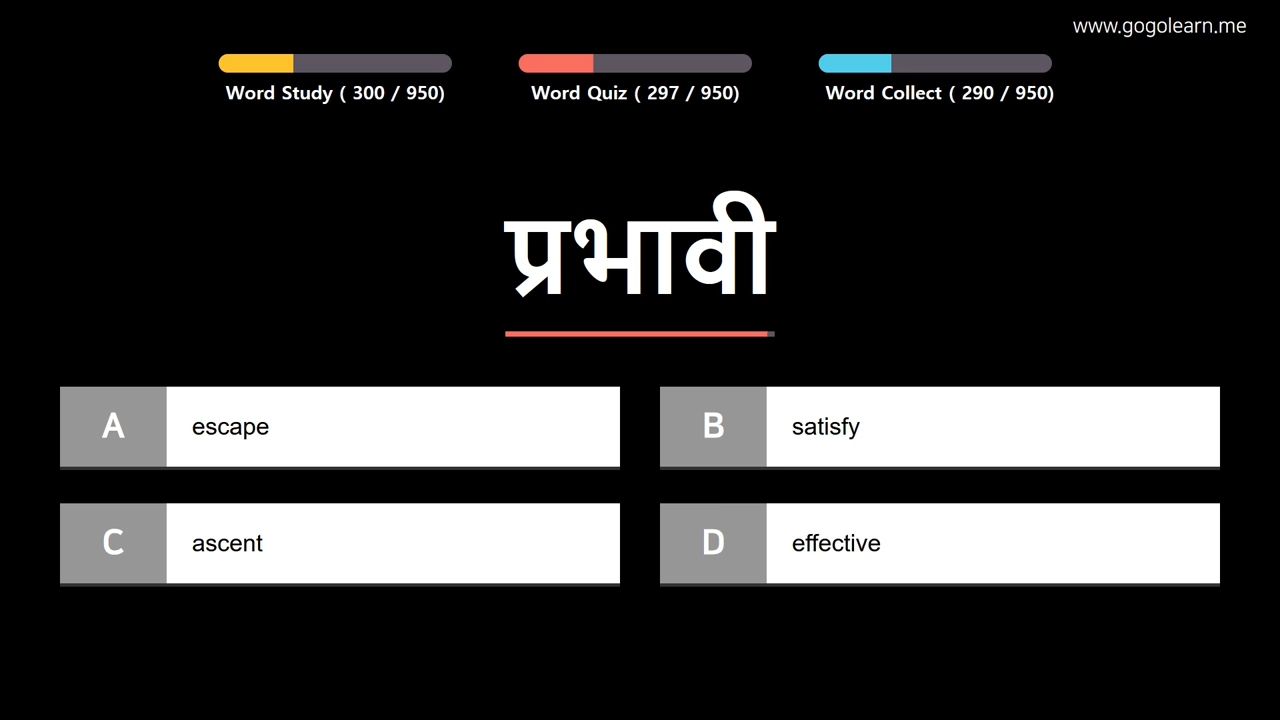 www.gogolearn.me
Word Study ( 300 / 950)
Word Quiz ( 297 / 950)
Word Collect ( 290 / 950)
प्रभावी
A escape
B satisfy
C ascent
D effective